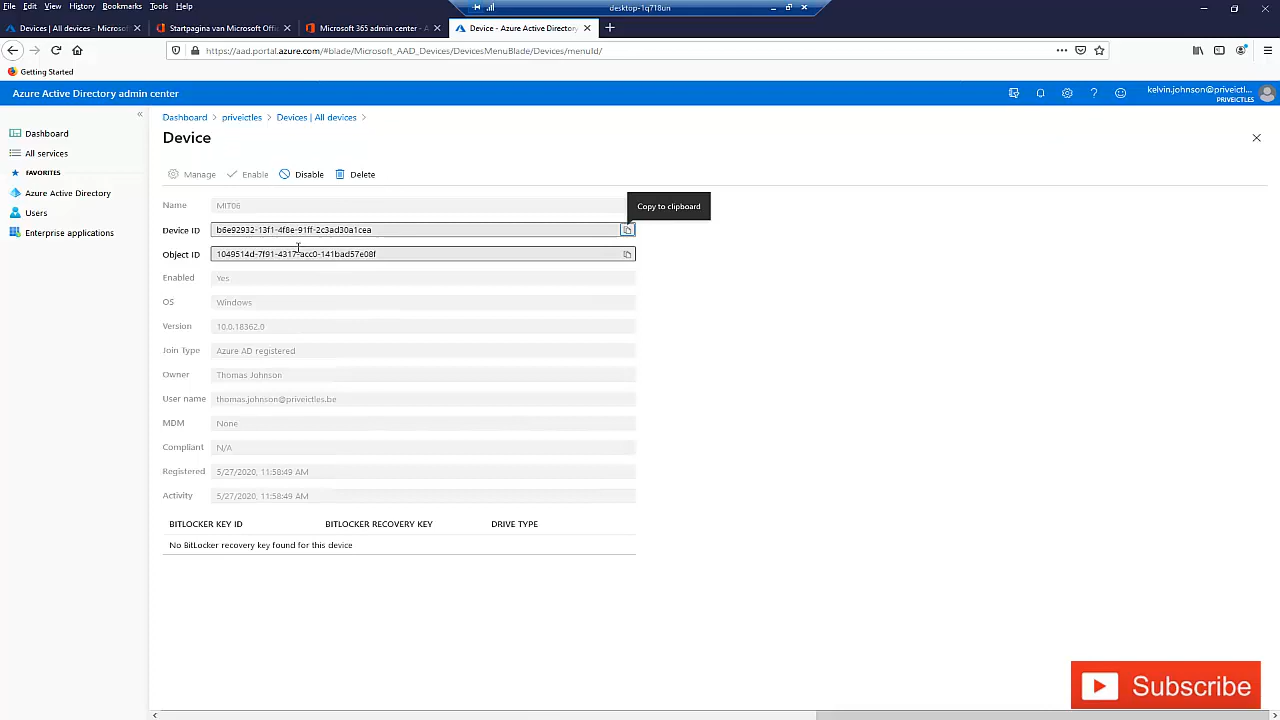 File Edit View History Bookmarks Tools Help
desktop-1q718un
Devices | All devices - Microsof
Startpagina van Microsoft Offic
Microsoft 365 admin center - A
Device - Azure Active Directory
https://aad.portal.azure.com/#blade/Microsoft_AAD_Devices/DevicesMenuBlade/Devices/menuId/
Getting Started
Azure Active Directory admin center
kelvin.johnson@priveictl...
PRIVEICTLES
Dashboard
All services
FAVORITES
Azure Active Directory
Users
Enterprise applications
Dashboard > priveictles > Devices | All devices >
Device
Manage Enable Disable Delete
Copy to clipboard
Name MIT06
Device ID b6e92932-13f1-4f8e-91ff-2c3ad30a1cea
Object ID 1049514d-7f91-4317-acc0-141bad57e08f
Enabled Yes
OS Windows
Version 10.0.18362.0
Join Type Azure AD registered
Owner Thomas Johnson
User name thomas.johnson@priveictles.be
MDM None
Compliant N/A
Registered 5/27/2020, 11:58:49 AM
Activity 5/27/2020, 11:58:49 AM
BITLOCKER KEY ID BITLOCKER RECOVERY KEY DRIVE TYPE
No BitLocker recovery key found for this device
Subscribe